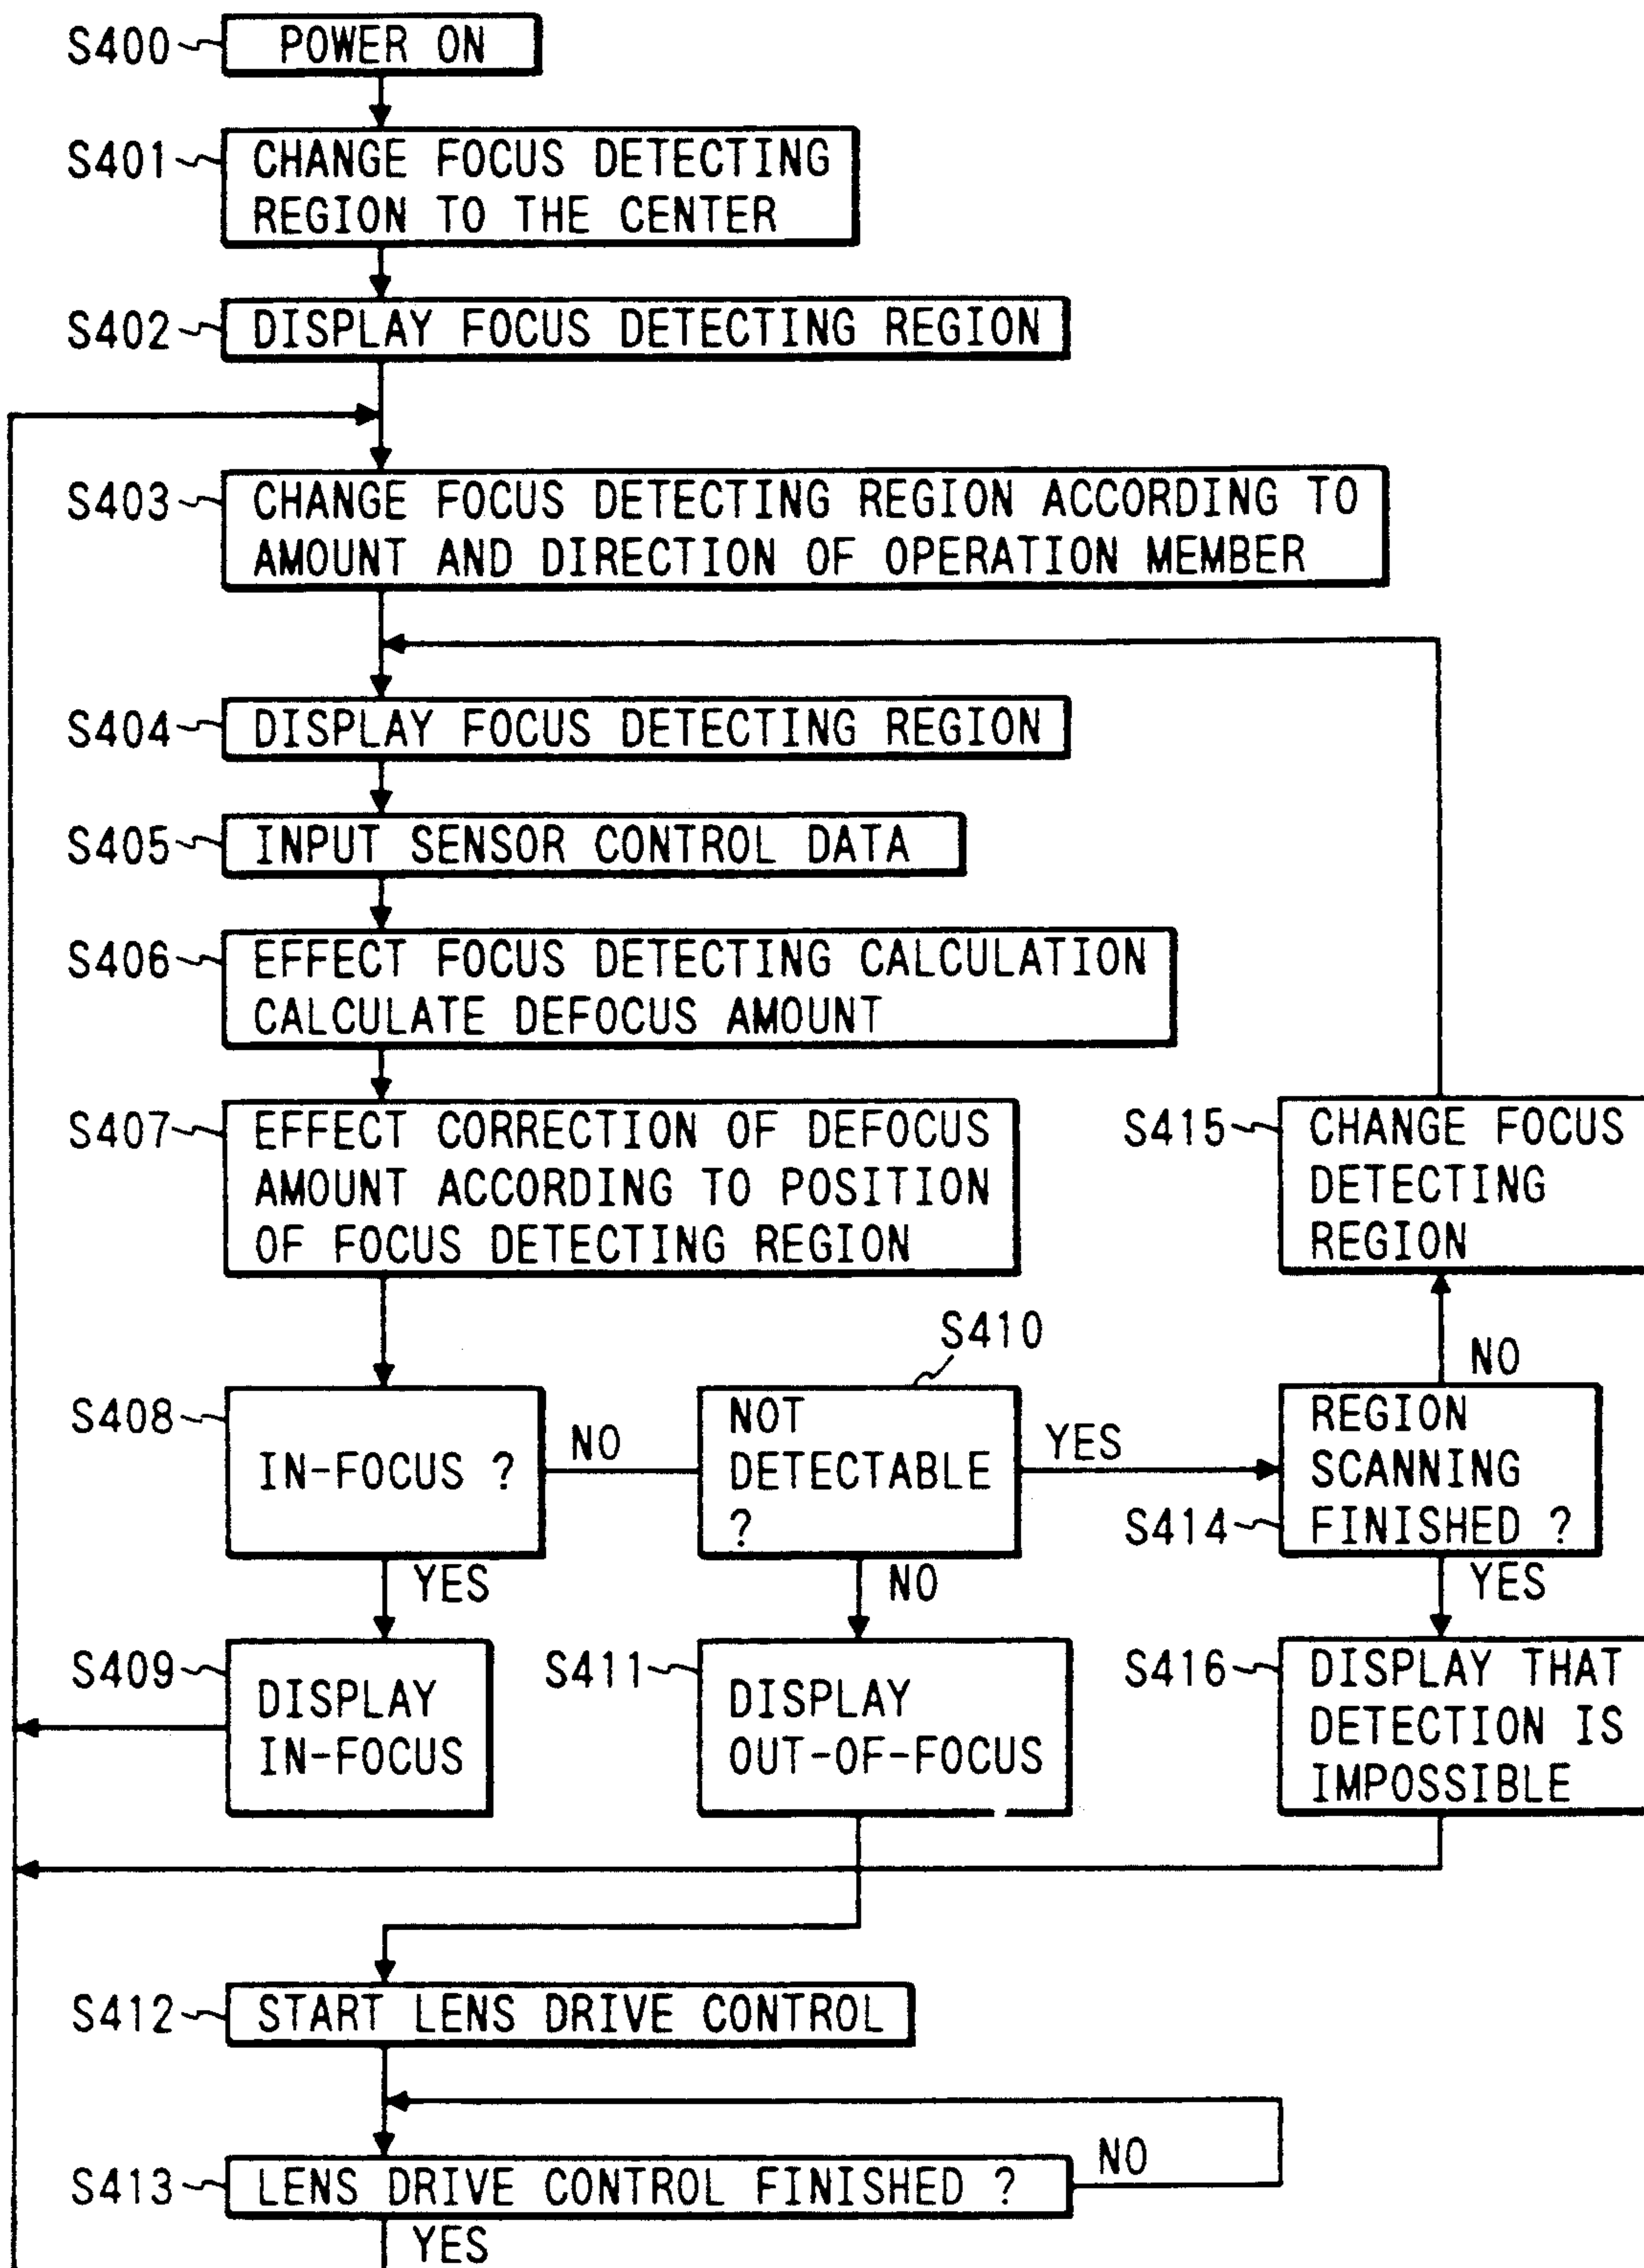 S400
POWER ON
S401
CHANGE FOCUS DETECTING
REGION TO THE CENTER
S402
DISPLAY FOCUS DETECTING REGION
S403
CHANGE FOCUS DETECTING REGION ACCORDING TO
AMOUNT AND DIRECTION OF OPERATION MEMBER
S404
DISPLAY FOCUS DETECTING REGION
S405
INPUT SENSOR CONTROL DATA
S406
EFFECT FOCUS DETECTING CALCULATION
CALCULATE DEFOCUS AMOUNT
S407
EFFECT CORRECTION OF DEFOCUS
AMOUNT ACCORDING TO POSITION
OF FOCUS DETECTING REGION
S415
CHANGE FOCUS
DETECTING
REGION
S408
IN-FOCUS ?
NO
YES
S410
NOT
DETECTABLE
?
YES
NO
S414
REGION
SCANNING
FINISHED ?
NO
YES
S409
DISPLAY
IN-FOCUS
S411
DISPLAY
OUT-OF-FOCUS
S416
DISPLAY THAT
DETECTION IS
IMPOSSIBLE
S412
START LENS DRIVE CONTROL
S413
LENS DRIVE CONTROL FINISHED ?
NO
YES